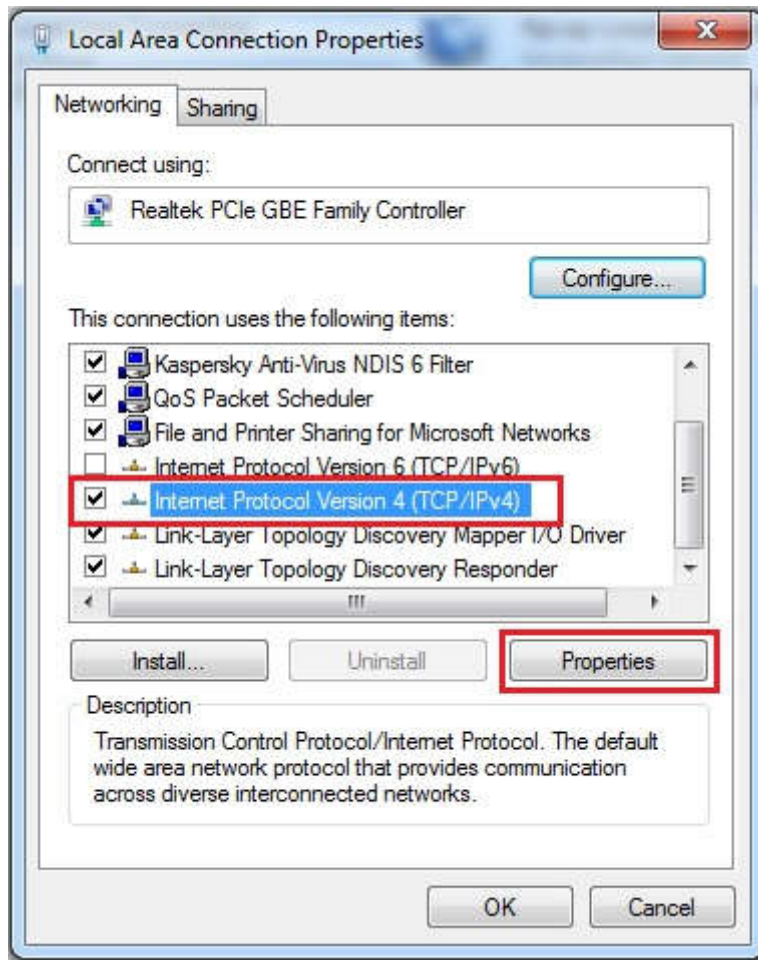 Local Area Connection Properties
Networking
Sharing
Connect using:
Realtek PCIe GBE Family Controller
Configure...
This connection uses the following items:
Kaspersky Anti-Virus NDIS 6 Filter
QoS Packet Scheduler
File and Printer Sharing for Microsoft Networks
Internet Protocol Version 6 (TCP/IPv6)
Internet Protocol Version 4 (TCP/IPv4)
Link-Layer Topology Discovery Mapper I/O Driver
Link-Layer Topology Discovery Responder
Install...
Uninstall
Properties
Description
Transmission Control Protocol/Internet Protocol. The default
wide area network protocol that provides communication
across diverse interconnected networks.
OK
Cancel